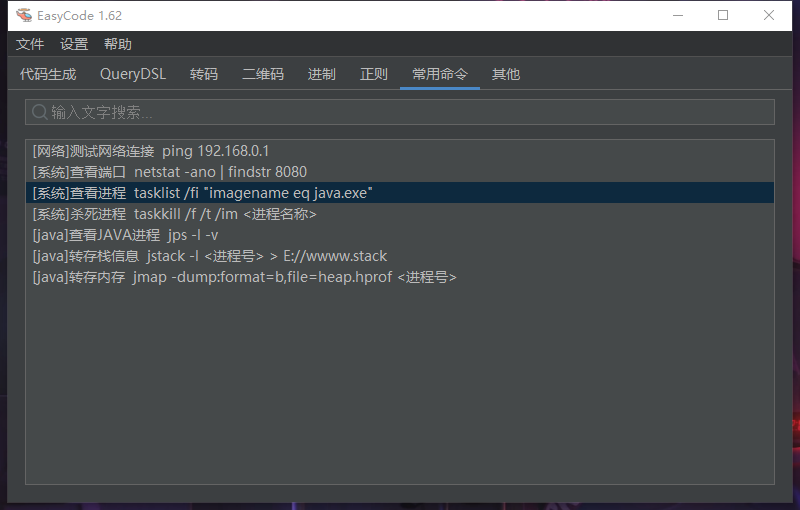 EasyCode 1.62
文件 设置 帮助
代码生成 QueryDSL 转码 二维码 进制 正则 常用命令 其他
输入文字搜索...
[网络]测试网络连接 ping 192.168.0.1
[系统]查看端口 netstat -ano | findstr 8080
[系统]查看进程 tasklist /fi "imagename eq java.exe"
[系统]杀死进程 taskkill /f /t /im <进程名称>
[java]查看JAVA进程 jps -l -v
[java]转存栈信息 jstack -l <进程号> > E://wwww.stack
[java]转存内存 jmap -dump:format=b,file=heap.hprof <进程号>